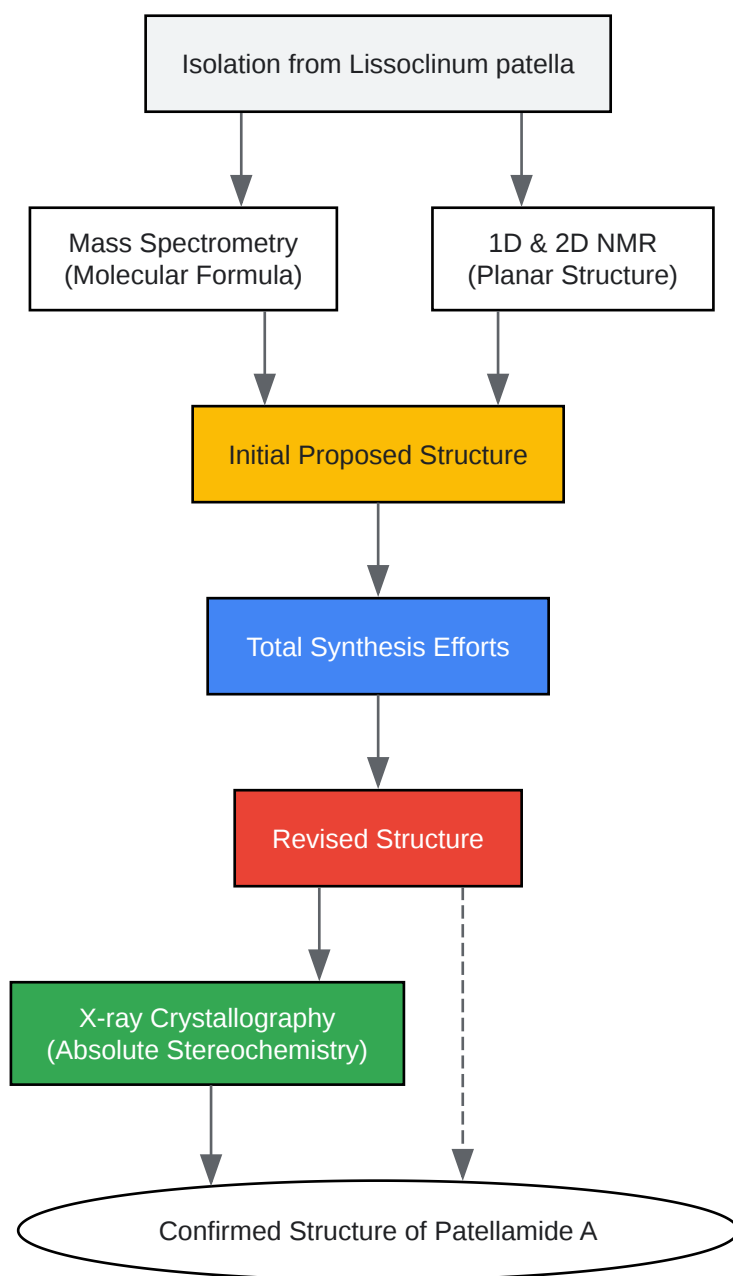 Isolation from Lissoclinum patella
Mass Spectrometry
(Molecular Formula)
1D & 2D NMR
(Planar Structure)
Initial Proposed Structure
Total Synthesis Efforts
Revised Structure
X-ray Crystallography
(Absolute Stereochemistry)
Confirmed Structure of Patellamide A